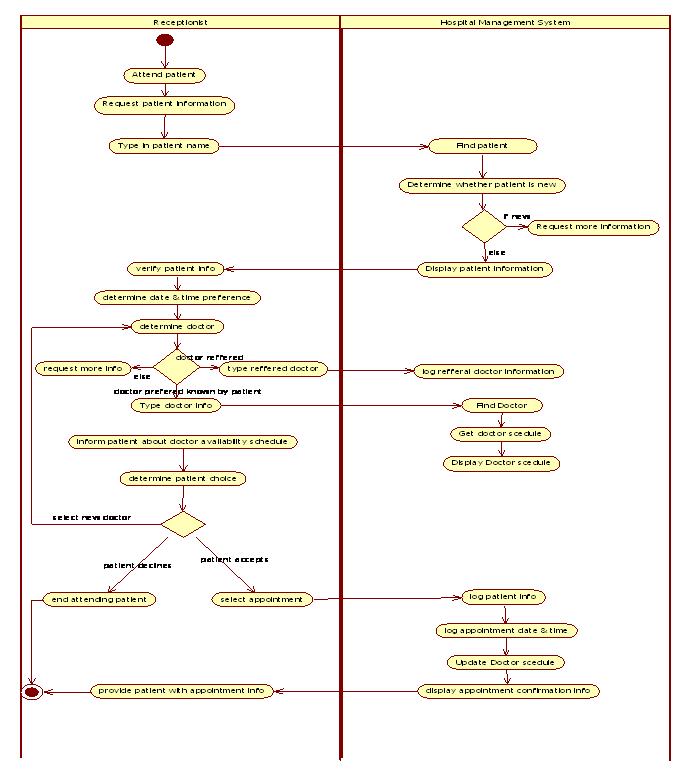 Receptionist
Hospital Management System
Attend patient
Request patient information
Type in patient name
Find patient
Determine whether patient is new
if new
Request more information
else
verify patient info
Display patient information
determine date & time preference
determine doctor
doctor reffered
request more info
type reffered doctor
log refferal doctor information
else
doctor prefered known by patient
Type doctor info
Find Doctor
Get doctor scedule
Inform patient about doctor availability schedule
Display Doctor scedule
determine patient choice
select new doctor
patient accepts
patient declines
end attending patient
select appointment
log patient info
log appointment date & time
Update Doctor scedule
provide patient with appointment info
display appointment confirmation info